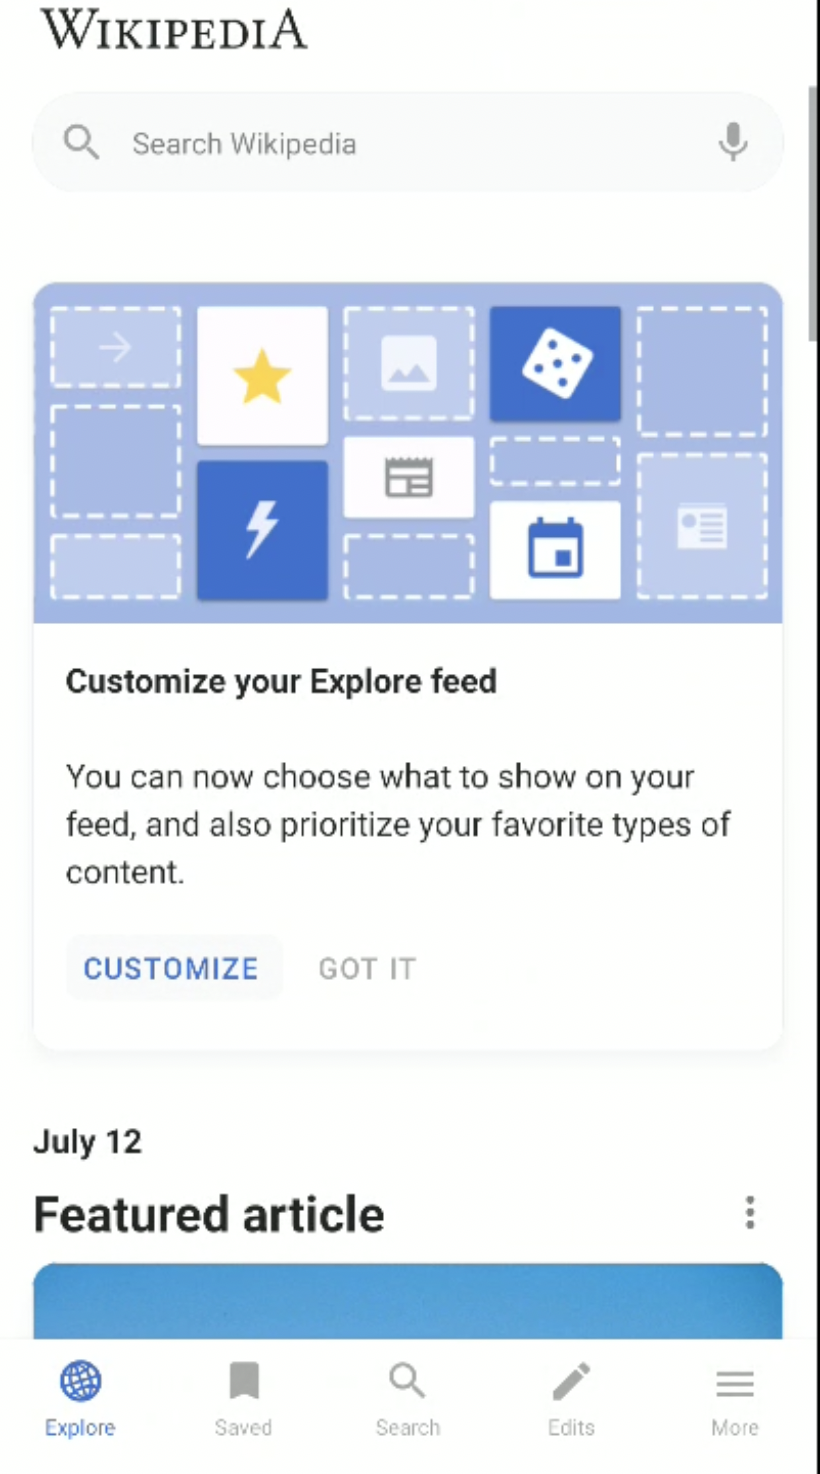 WIKIPEDIA
Search Wikipedia
Customize your Explore feed
You can now choose what to show on your
feed, and also prioritize your favorite types of
content.
CUSTOMIZE GOT IT
July 12
Featured article
Explore Saved Search Edits More